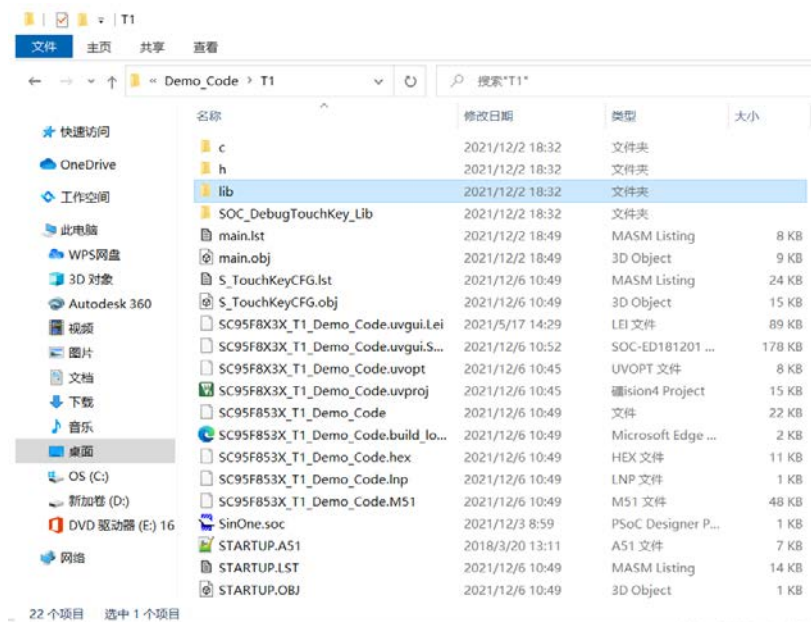 T1
文件 主页 共享 查看
« Demo_Code › T1 搜索"T1"
名称 修改日期 类型 大小
快速访问
OneDrive
工作空间
此电脑
WPS网盘
3D 对象
Autodesk 360
视频
图片
文档
下载
音乐
桌面
OS (C:)
新加卷 (D:)
DVD 驱动器 (E:) 16
网络
c 2021/12/2 18:32 文件夹
h 2021/12/2 18:32 文件夹
lib 2021/12/2 18:32 文件夹
SOC_DebugTouchKey_Lib 2021/12/2 18:32 文件夹
main.lst 2021/12/2 18:49 MASM Listing 8 KB
main.obj 2021/12/2 18:49 3D Object 9 KB
S_TouchKeyCFG.lst 2021/12/6 10:49 MASM Listing 24 KB
S_TouchKeyCFG.obj 2021/12/6 10:49 3D Object 15 KB
SC95F8X3X_T1_Demo_Code.uvgui.Lei 2021/5/17 14:29 LEI 文件 89 KB
SC95F8X3X_T1_Demo_Code.uvgui.S... 2021/12/6 10:52 SOC-ED181201 ... 178 KB
SC95F8X3X_T1_Demo_Code.uvopt 2021/12/6 10:45 UVOPT 文件 8 KB
SC95F8X3X_T1_Demo_Code.uvproj 2021/12/6 10:45 礦ision4 Project 15 KB
SC95F853X_T1_Demo_Code 2021/12/6 10:49 文件 22 KB
SC95F853X_T1_Demo_Code.build_lo... 2021/12/6 10:49 Microsoft Edge ... 2 KB
SC95F853X_T1_Demo_Code.hex 2021/12/6 10:49 HEX 文件 11 KB
SC95F853X_T1_Demo_Code.lnp 2021/12/6 10:49 LNP 文件 1 KB
SC95F853X_T1_Demo_Code.M51 2021/12/6 10:49 M51 文件 48 KB
SinOne.soc 2021/12/3 8:59 PSoC Designer P... 1 KB
STARTUP.A51 2018/3/20 13:11 A51 文件 7 KB
STARTUP.LST 2021/12/6 10:49 MASM Listing 14 KB
STARTUP.OBJ 2021/12/6 10:49 3D Object 1 KB
22 个项目 选中 1 个项目